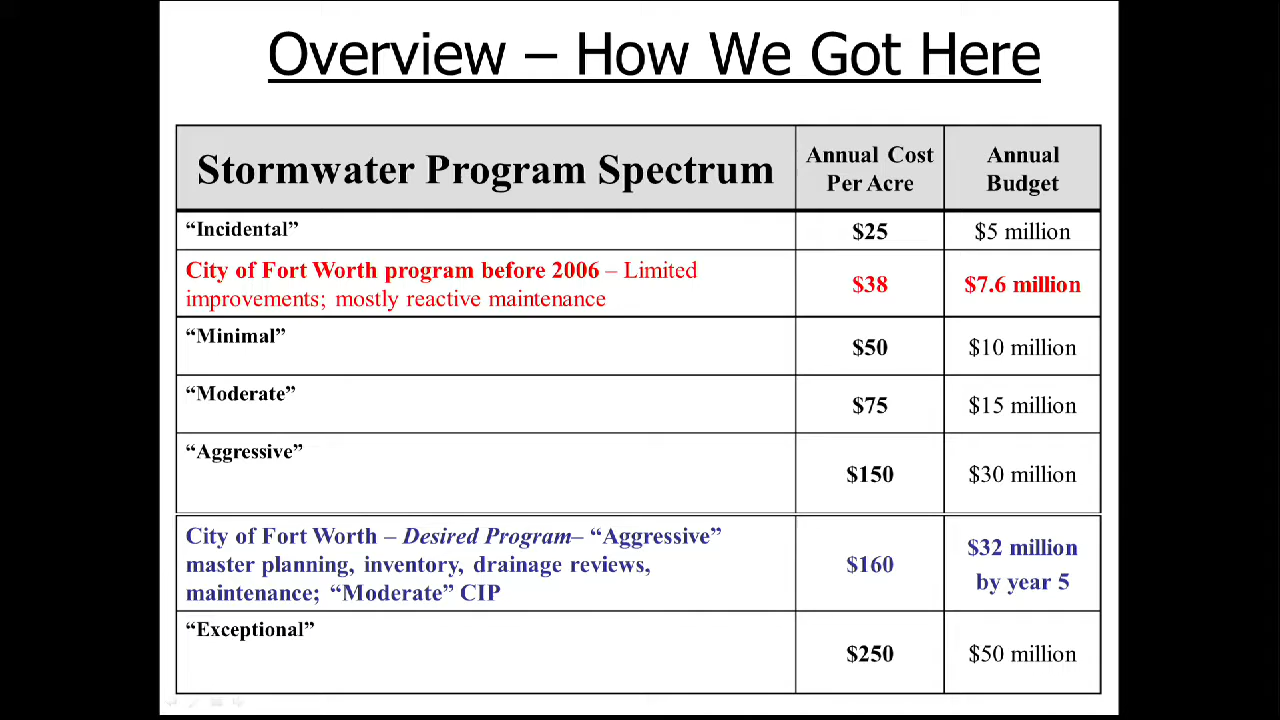 Overview – How We Got Here
Stormwater Program Spectrum
Annual Cost
Per Acre
Annual
Budget
“Incidental”
$25
$5 million
City of Fort Worth program before 2006 – Limited
improvements; mostly reactive maintenance
$38
$7.6 million
“Minimal”
$50
$10 million
“Moderate”
$75
$15 million
“Aggressive”
$150
$30 million
City of Fort Worth – Desired Program– “Aggressive”
master planning, inventory, drainage reviews,
maintenance; “Moderate” CIP
$160
$32 million
by year 5
“Exceptional”
$250
$50 million